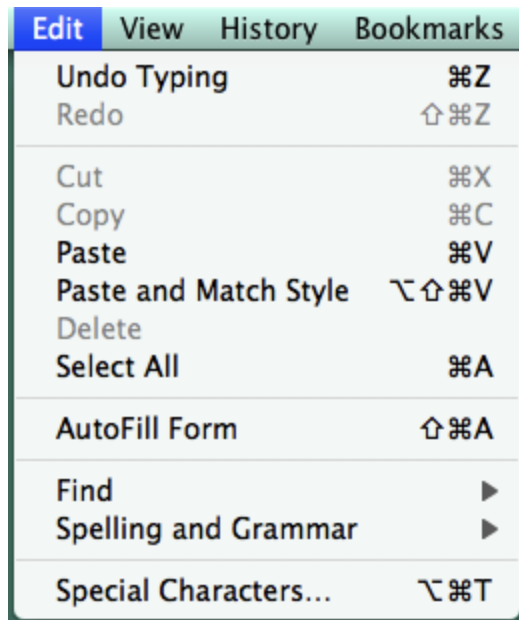 Edit View History Bookmarks
Undo Typing ⌘Z
Redo ⇧⌘Z
Cut ⌘X
Copy ⌘C
Paste ⌘V
Paste and Match Style ⌥⇧⌘V
Delete
Select All ⌘A
AutoFill Form ⇧⌘A
Find ▶
Spelling and Grammar ▶
Special Characters... ⌥⌘T